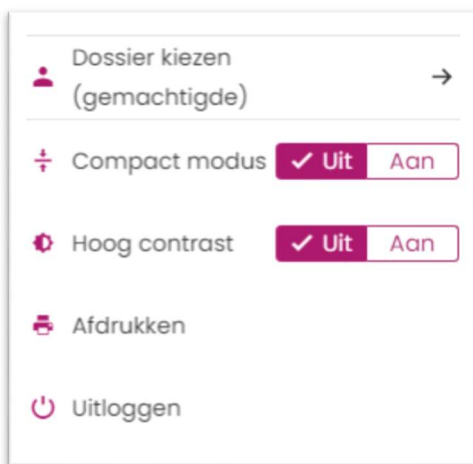 Dossier kiezen
(gemachtigde)
Compact modus Uit Aan
Hoog contrast Uit Aan
Afdrukken
Uitloggen